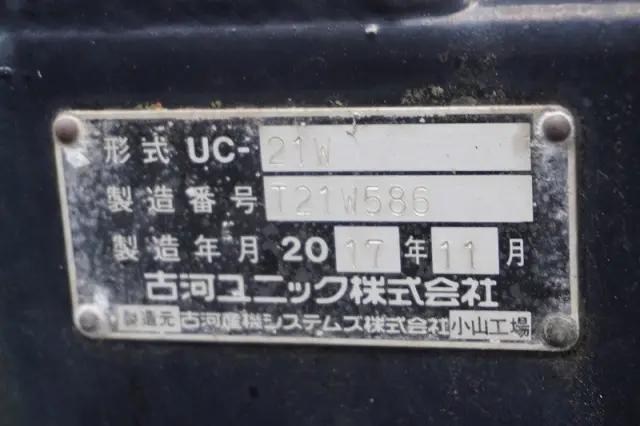 形式 UC-21W
製造番号 T21W586
製造年月 2017年11月
古河ユニック株式会社
製造元 古河産機システムズ株式会社 小山工場